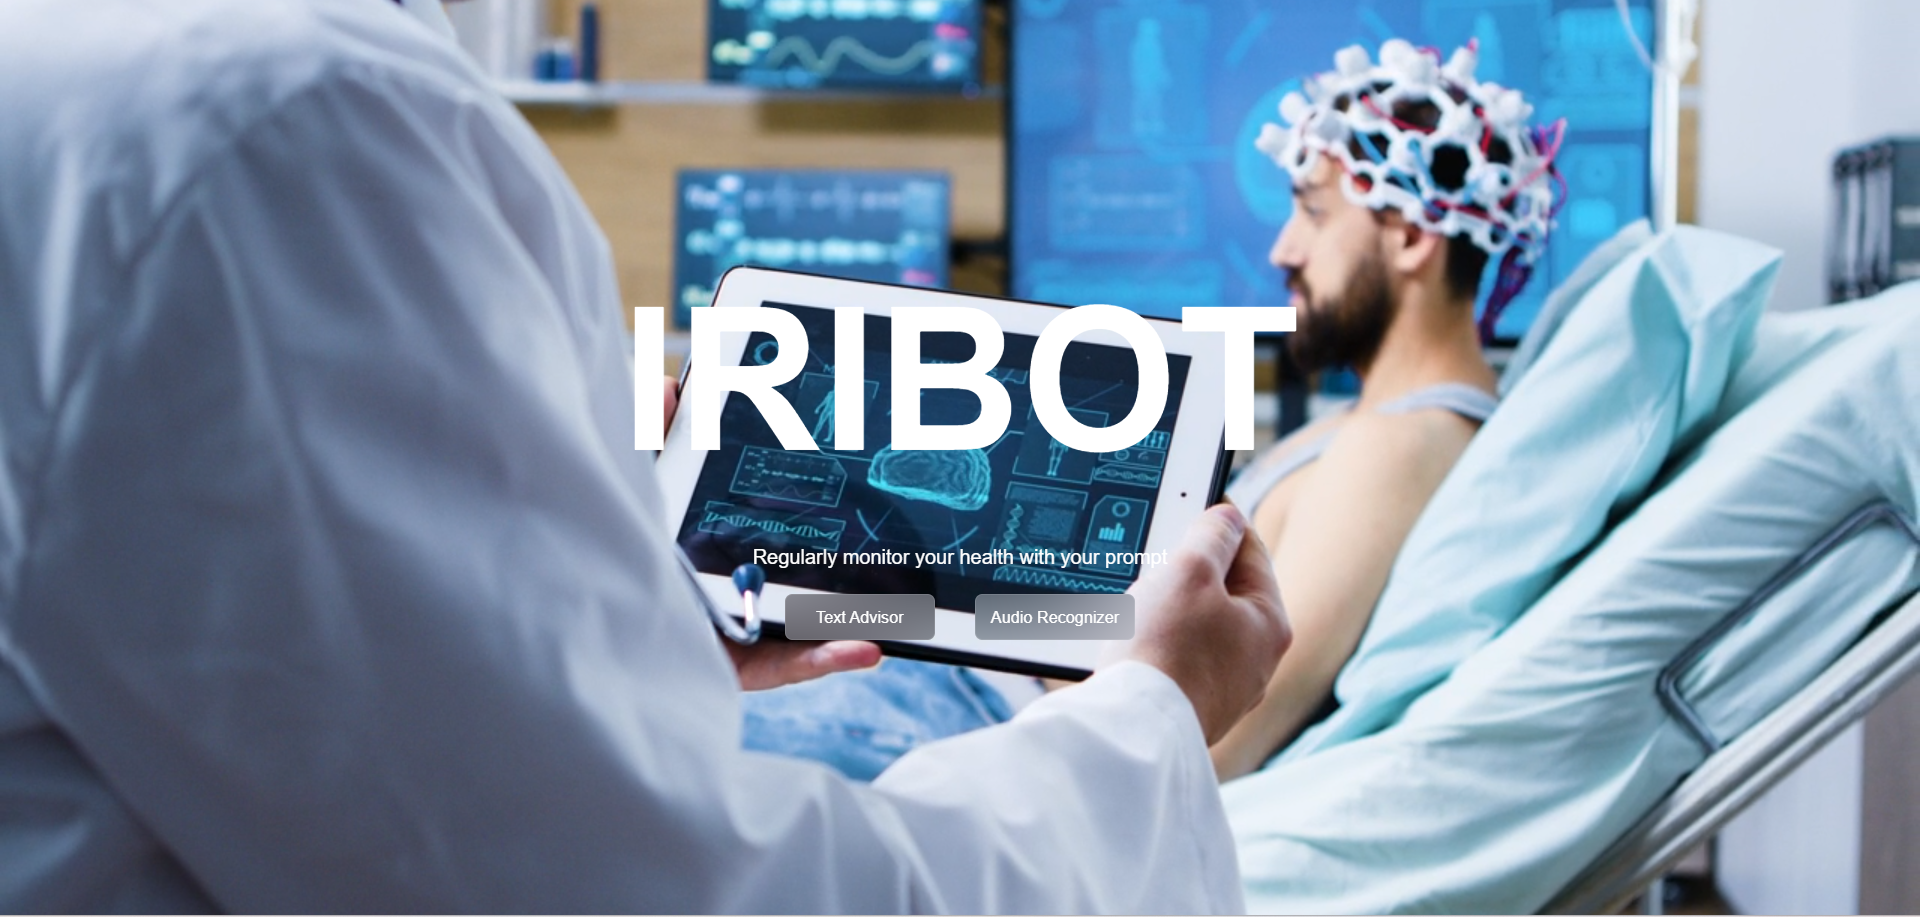 IRIBOT
Regularly monitor your health with your prompt
Text Advisor
Audio Recognizer